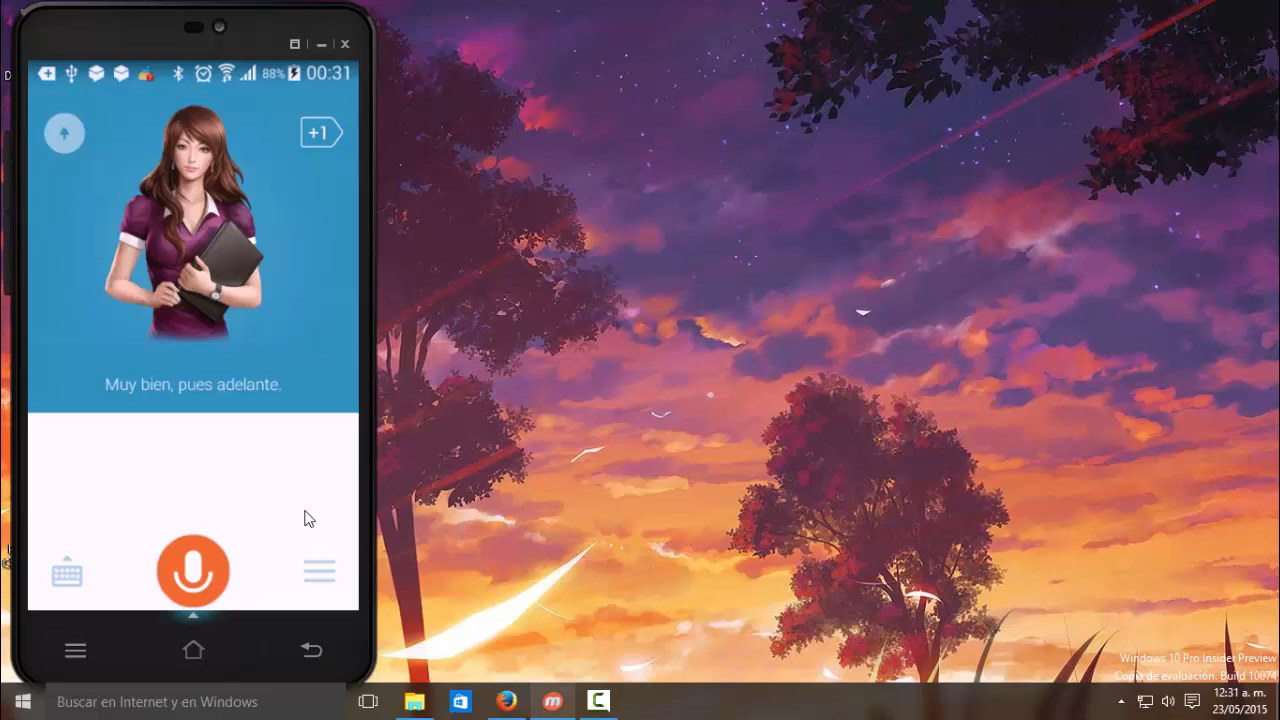 88% 00:31
+1
Muy bien, pues adelante.
Windows 10 Pro Insider Preview
Copia de evaluación. Build 10074
Buscar en Internet y en Windows
12:31 a. m.
23/05/2015